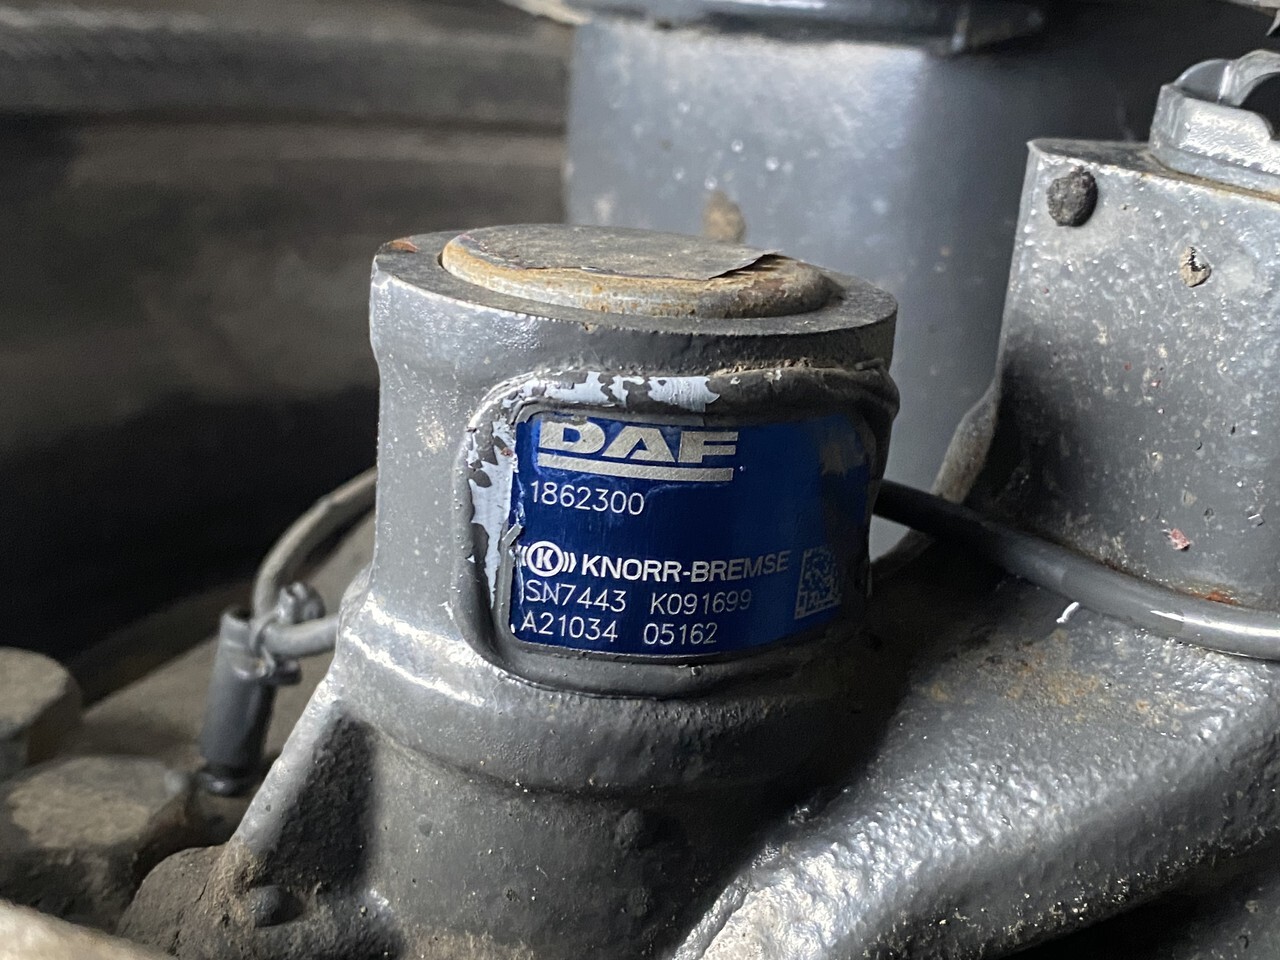 DAF
1862300
KNORR-BREMSE
SN7443 K091699
A21034 05162